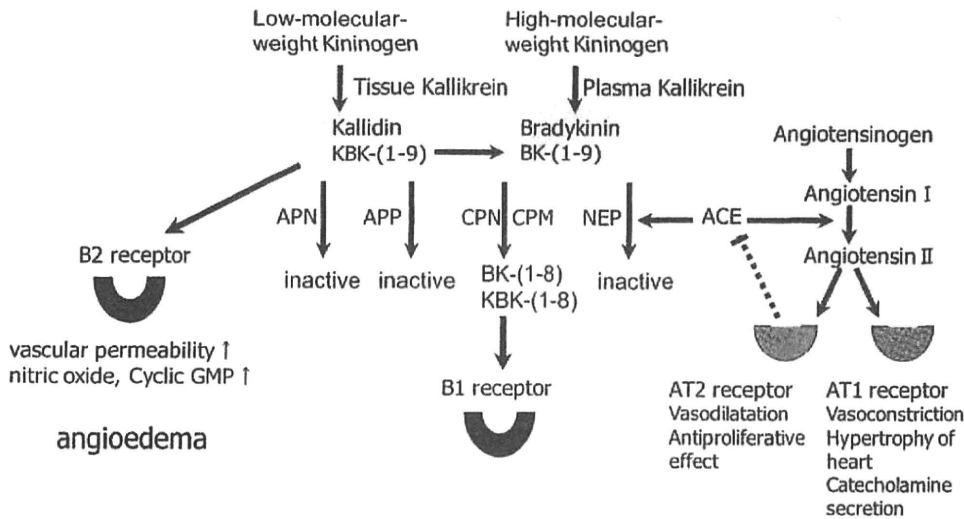 Low-molecular-
weight Kininogen
High-molecular-
weight Kininogen
Tissue Kallikrein
Plasma Kallikrein
Kallidin
KBK-(1-9)
Bradykinin
BK-(1-9)
Angiotensinogen
Angiotensin I
APN
APP
CPN
CPM
NEP
ACE
B2 receptor
Angiotensin II
inactive
inactive
BK-(1-8)
KBK-(1-8)
inactive
vascular permeability ↑
nitric oxide, Cyclic GMP ↑
B1 receptor
angioedema
AT2 receptor
Vasodilatation
Antiproliferative
effect
AT1 receptor
Vasoconstriction
Hypertrophy of
heart
Catecholamine
secretion